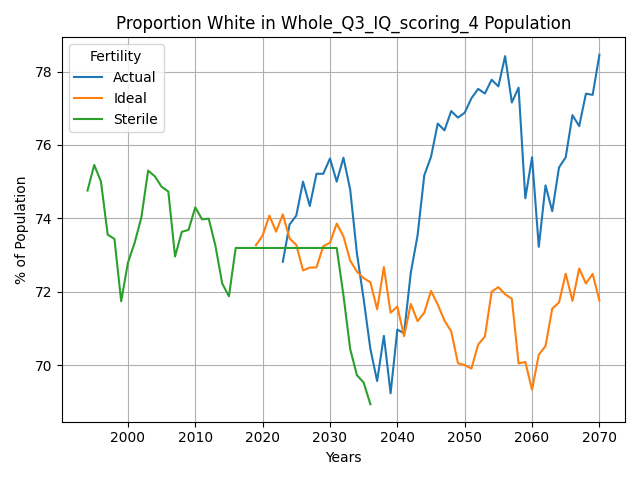 Proportion White in Whole_Q3_IQ_scoring_4 Population
Fertility
Actual
Ideal
Sterile
% of Population
78
76
74
72
70
2000
2010
2020
2030
2040
2050
2060
2070
Years